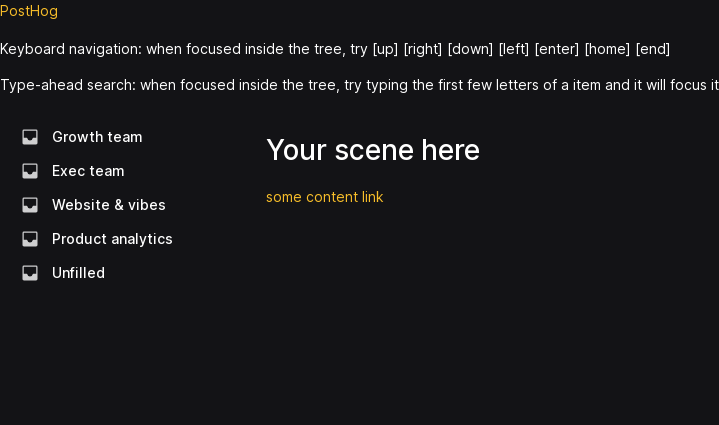 PostHog
Keyboard navigation: when focused inside the tree, try [up] [right] [down] [left] [enter] [home] [end]
Type-ahead search: when focused inside the tree, try typing the first few letters of a item and it will focus it
Growth team
Exec team
Website & vibes
Product analytics
Unfilled
Your scene here
some content link